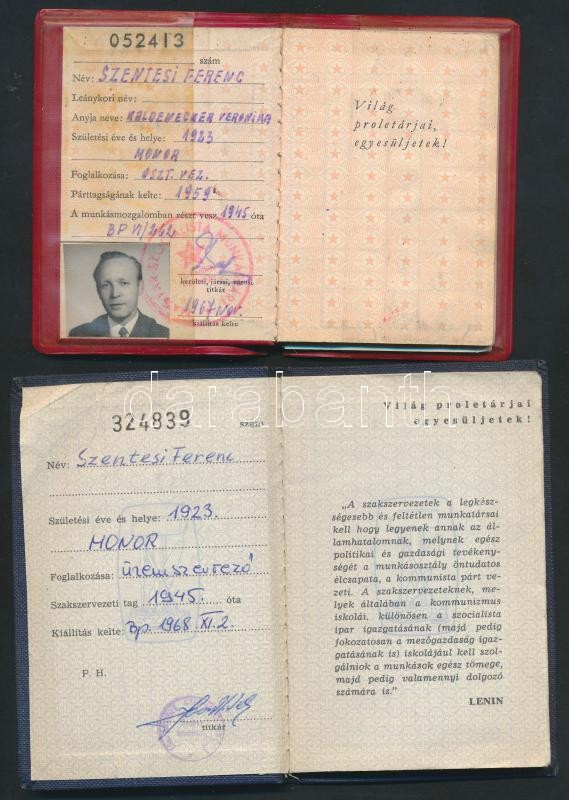 052413
szám
Név: SZENTESI FERENC
Leánykori név:
Anyja neve: KALDENECKER VERONIKA
Születési éve és helye: 1923
MONOR
Foglalkozása: OSZT. VEZ.
Párttagságának kelte: 1959
A munkásmozgalomban részt vesz 1945 óta
BP VI/242
kerületi, járási, városi
titkár
1967 Nov.
kiállítás kelte
Világ
proletárjai,
egyesüljetek!
darabanth
324839
szám
Név: Szentesi Ferenc
Születési éve és helye: 1923.
MONOR
Foglalkozása: üzemszervező
Szakszervezeti tag 1945. óta
Kiállítás kelte: Bp. 1968 XI. 2.
P. H.
titkár
Világ proletárjai
egyesüljetek!
„A szakszervezetek a legkész-
ségesebb és feltétlen munkatársai
kell hogy legyenek annak az ál-
lamhatalomnak, melynek egész
politikai és gazdasági tevékeny-
ségét a munkásosztály öntudatos
élcsapata, a kommunista párt ve-
zeti. A szakszervezeteknek, me-
lyek általában a kommunizmus
iskolái, különösen a szocialista
ipar igazgatásának (majd pedig
fokozatosan a mezőgazdaság igaz-
gatásának is) iskolájául kell szol-
gálniok a munkások egész tömege,
majd pedig valamennyi dolgozó
számára is."
LENIN